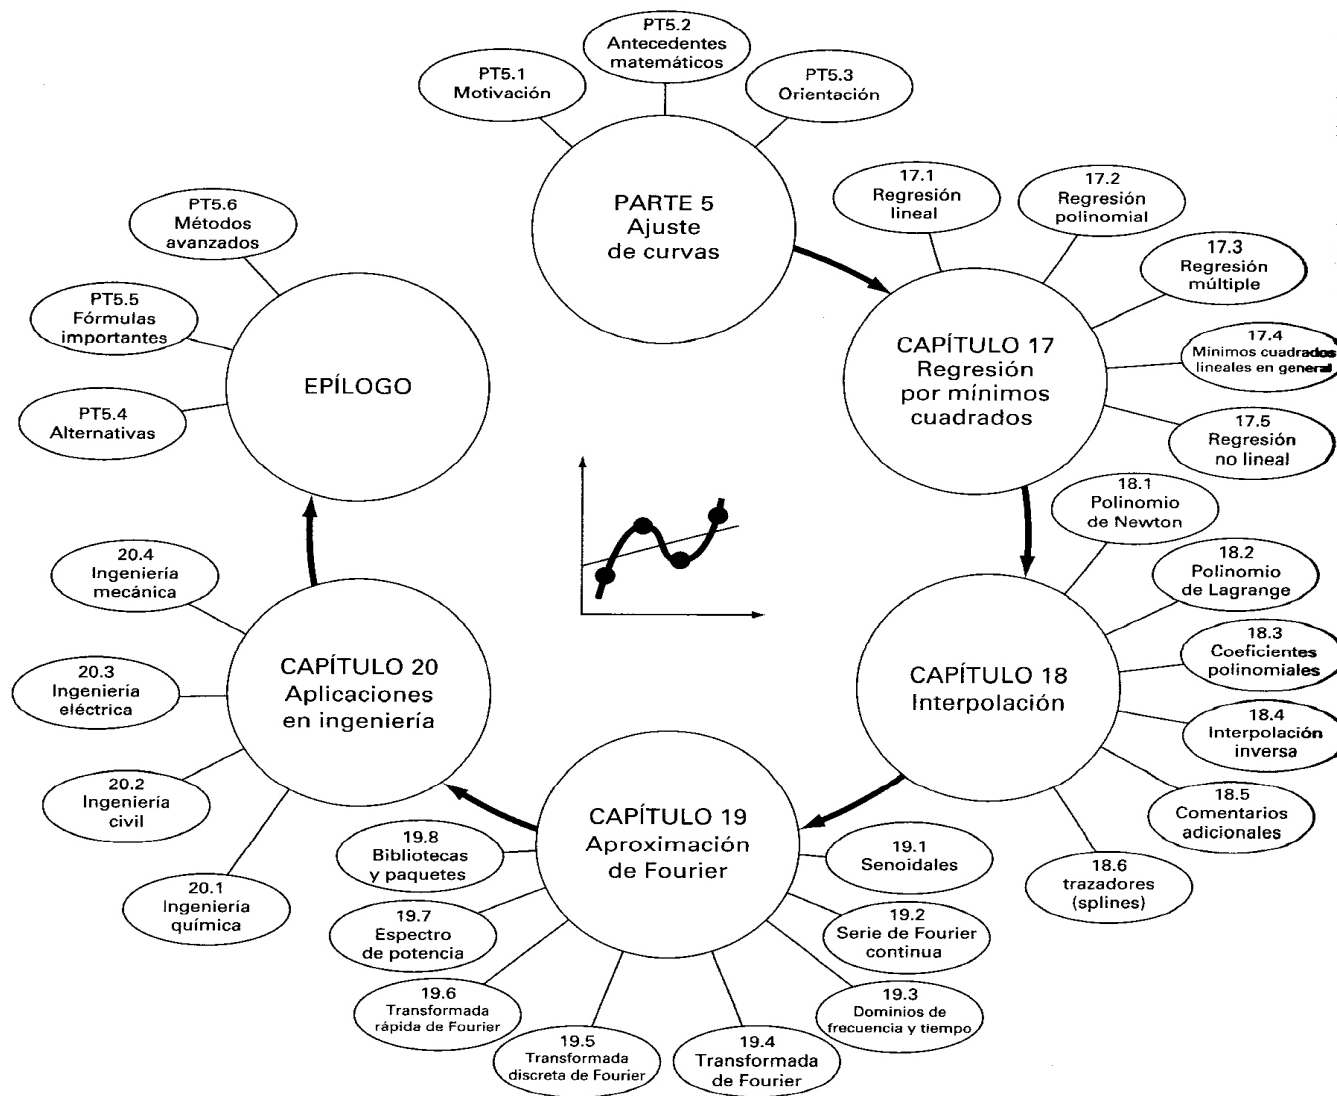 PT5.1
Motivación
PT5.2
Antecedentes
matemáticos
PT5.3
Orientación
PARTE 5
Ajuste
de curvas
17.1
Regresión
lineal
17.2
Regresión
polinomial
17.3
Regresión
múltiple
17.4
Mínimos cuadrados
lineales en general
17.5
Regresión
no lineal
CAPÍTULO 17
Regresión
por mínimos
cuadrados
18.1
Polinomio
de Newton
18.2
Polinomio
de Lagrange
18.3
Coeficientes
polinomiales
18.4
Interpolación
inversa
18.5
Comentarios
adicionales
18.6
trazadores
(splines)
CAPÍTULO 18
Interpolación
CAPÍTULO 19
Aproximación
de Fourier
19.1
Senoidales
19.2
Serie de Fourier
continua
19.3
Dominios de
frecuencia y tiempo
19.4
Transformada
de Fourier
19.5
Transformada
discreta de Fourier
19.6
Transformada
rápida de Fourier
19.7
Espectro
de potencia
19.8
Bibliotecas
y paquetes
CAPÍTULO 20
Aplicaciones
en ingeniería
20.1
Ingeniería
química
20.2
Ingeniería
civil
20.3
Ingeniería
eléctrica
20.4
Ingeniería
mecánica
EPÍLOGO
PT5.4
Alternativas
PT5.5
Fórmulas
importantes
PT5.6
Métodos
avanzados